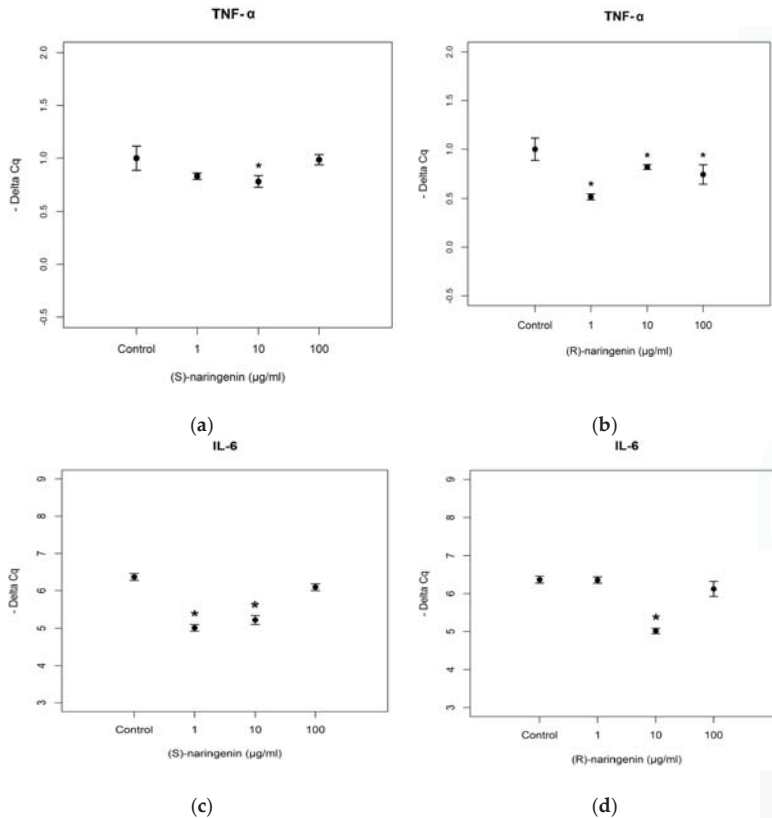 TNF- α
2.0
1.5
1.0
0.5
0.0
-0.5
- Delta Cq
*
Control 1 10 100
(S)-naringenin (µg/ml)
(a)
TNF- α
2.0
1.5
1.0
0.5
0.0
-0.5
- Delta Cq
* * *
Control 1 10 100
(R)-naringenin (µg/ml)
(b)
IL-6
9
8
7
6
5
4
3
- Delta Cq
* *
Control 1 10 100
(S)-naringenin (µg/ml)
(c)
IL-6
9
8
7
6
5
4
3
- Delta Cq
*
Control 1 10 100
(R)-naringenin (µg/ml)
(d)